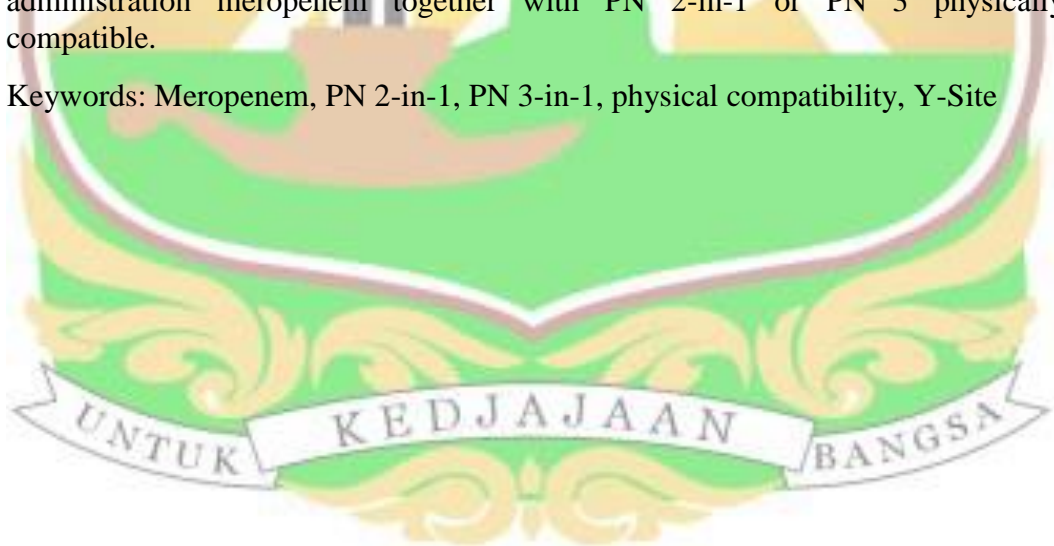 administration meropenem together with PN 2-in-1 or PN 3 physically
compatible.
Keywords: Meropenem, PN 2-in-1, PN 3-in-1, physical compatibility, Y-Site
UNTUK KEDJAJAAN BANGSA